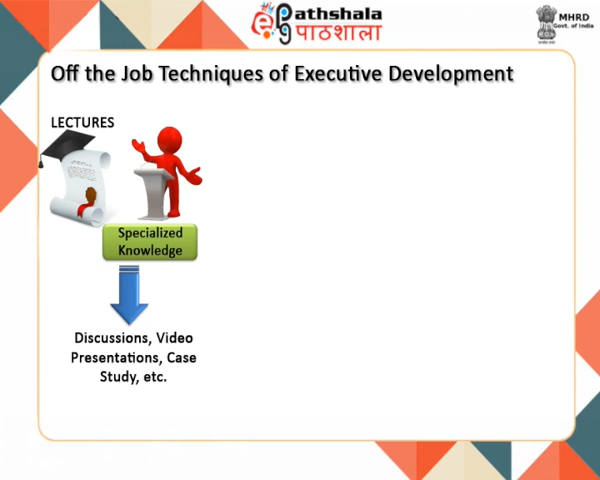 ePathshala
पाठशाला
MHRD
Govt. of India
Off the Job Techniques of Executive Development
LECTURES
Specialized
Knowledge
Discussions, Video
Presentations, Case
Study, etc.